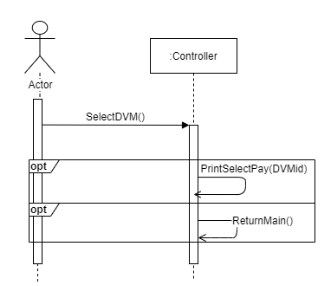 :Controller
Actor
SelectDVM()
opt
PrintSelectPay(DVMid)
opt
ReturnMain()